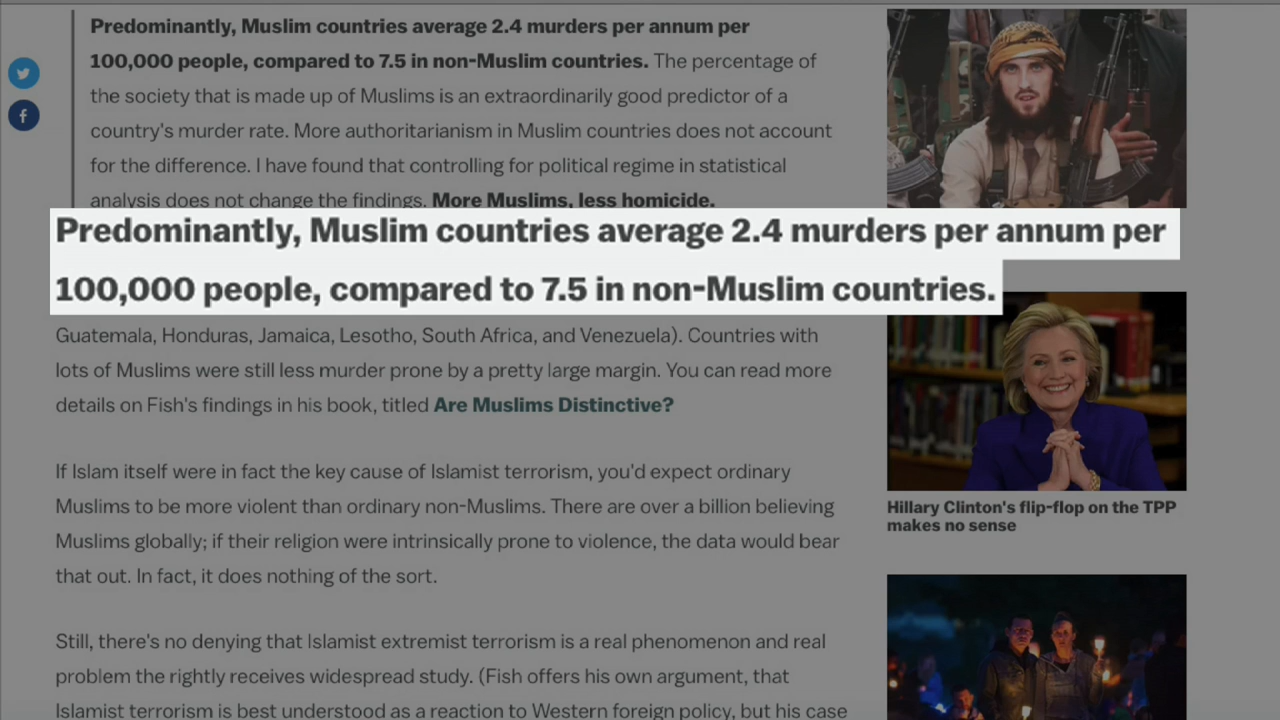 Predominantly, Muslim countries average 2.4 murders per annum per
100,000 people, compared to 7.5 in non-Muslim countries. The percentage of
the society that is made up of Muslims is an extraordinarily good predictor of a
country's murder rate. More authoritarianism in Muslim countries does not account
for the difference. I have found that controlling for political regime in statistical
analysis does not change the findings. More Muslims, less homicide.
Predominantly, Muslim countries average 2.4 murders per annum per
100,000 people, compared to 7.5 in non-Muslim countries.
Guatemala, Honduras, Jamaica, Lesotho, South Africa, and Venezuela). Countries with
lots of Muslims were still less murder prone by a pretty large margin. You can read more
details on Fish's findings in his book, titled Are Muslims Distinctive?
If Islam itself were in fact the key cause of Islamist terrorism, you'd expect ordinary
Muslims to be more violent than ordinary non-Muslims. There are over a billion believing
Muslims globally; if their religion were intrinsically prone to violence, the data would bear
that out. In fact, it does nothing of the sort.
Still, there's no denying that Islamist extremist terrorism is a real phenomenon and real
problem the rightly receives widespread study. (Fish offers his own argument, that
Islamist terrorism is best understood as a reaction to Western foreign policy, but his case
Hillary Clinton's flip-flop on the TPP
makes no sense